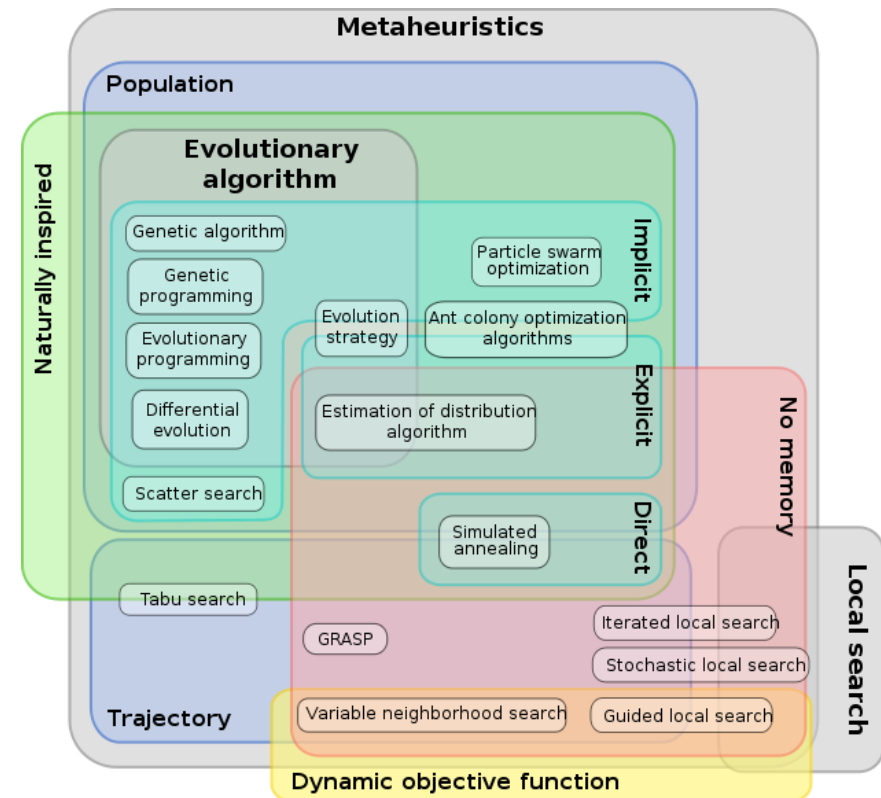 Metaheuristics
Population
Naturally inspired
Evolutionary
algorithm
Implicit
Genetic algorithm
Particle swarm
optimization
Genetic
programming
Evolution
strategy
Ant colony optimization
algorithms
Evolutionary
programming
Explicit
No memory
Differential
evolution
Estimation of distribution
algorithm
Scatter search
Direct
Simulated
annealing
Local search
Tabu search
GRASP
Iterated local search
Stochastic local search
Trajectory
Variable neighborhood search
Guided local search
Dynamic objective function